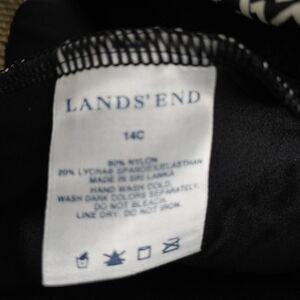 LANDS' END
14C
80% NYLON
20% LYCRA® SPANDEX/ELASTHAN
MADE IN SRI LANKA
HAND WASH COLD.
WASH DARK COLORS SEPARATELY.
DO NOT BLEACH.
LINE DRY. DO NOT IRON.